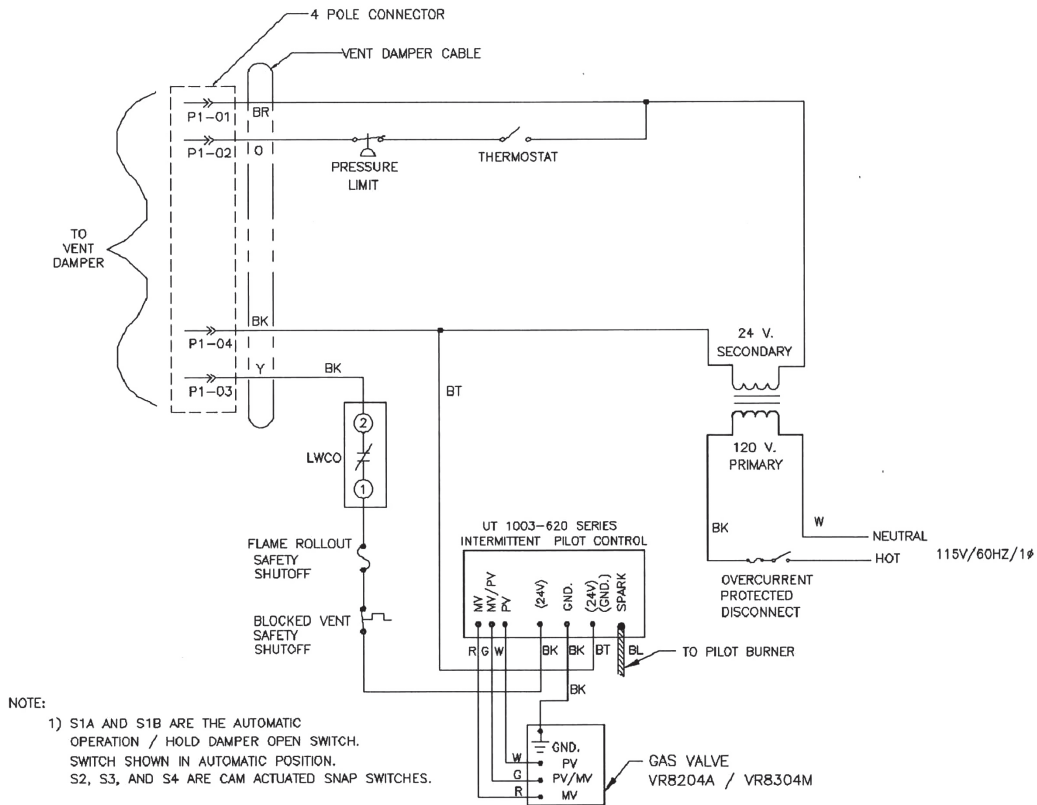 4 POLE CONNECTOR
VENT DAMPER CABLE
P1-01
BR
P1-02
O
PRESSURE
LIMIT
THERMOSTAT
TO
VENT
DAMPER
BK
P1-04
24 V.
SECONDARY
Y
BK
P1-03
BT
2
LWCO
1
120 V.
PRIMARY
BK
W
NEUTRAL
HOT
115V/60HZ/1ø
OVERCURRENT
PROTECTED
DISCONNECT
UT 1003-620 SERIES
INTERMITTENT PILOT CONTROL
FLAME ROLLOUT
SAFETY
SHUTOFF
MV
MV/PV
PV
(24V)
GND.
(24V)
(GND.)
SPARK
BLOCKED VENT
SAFETY
SHUTOFF
R G W BK BK BT BL
TO PILOT BURNER
BK
NOTE:
1) S1A AND S1B ARE THE AUTOMATIC
OPERATION / HOLD DAMPER OPEN SWITCH.
SWITCH SHOWN IN AUTOMATIC POSITION.
S2, S3, AND S4 ARE CAM ACTUATED SNAP SWITCHES.
GND.
W PV
G PV/MV
R MV
GAS VALVE
VR8204A / VR8304M